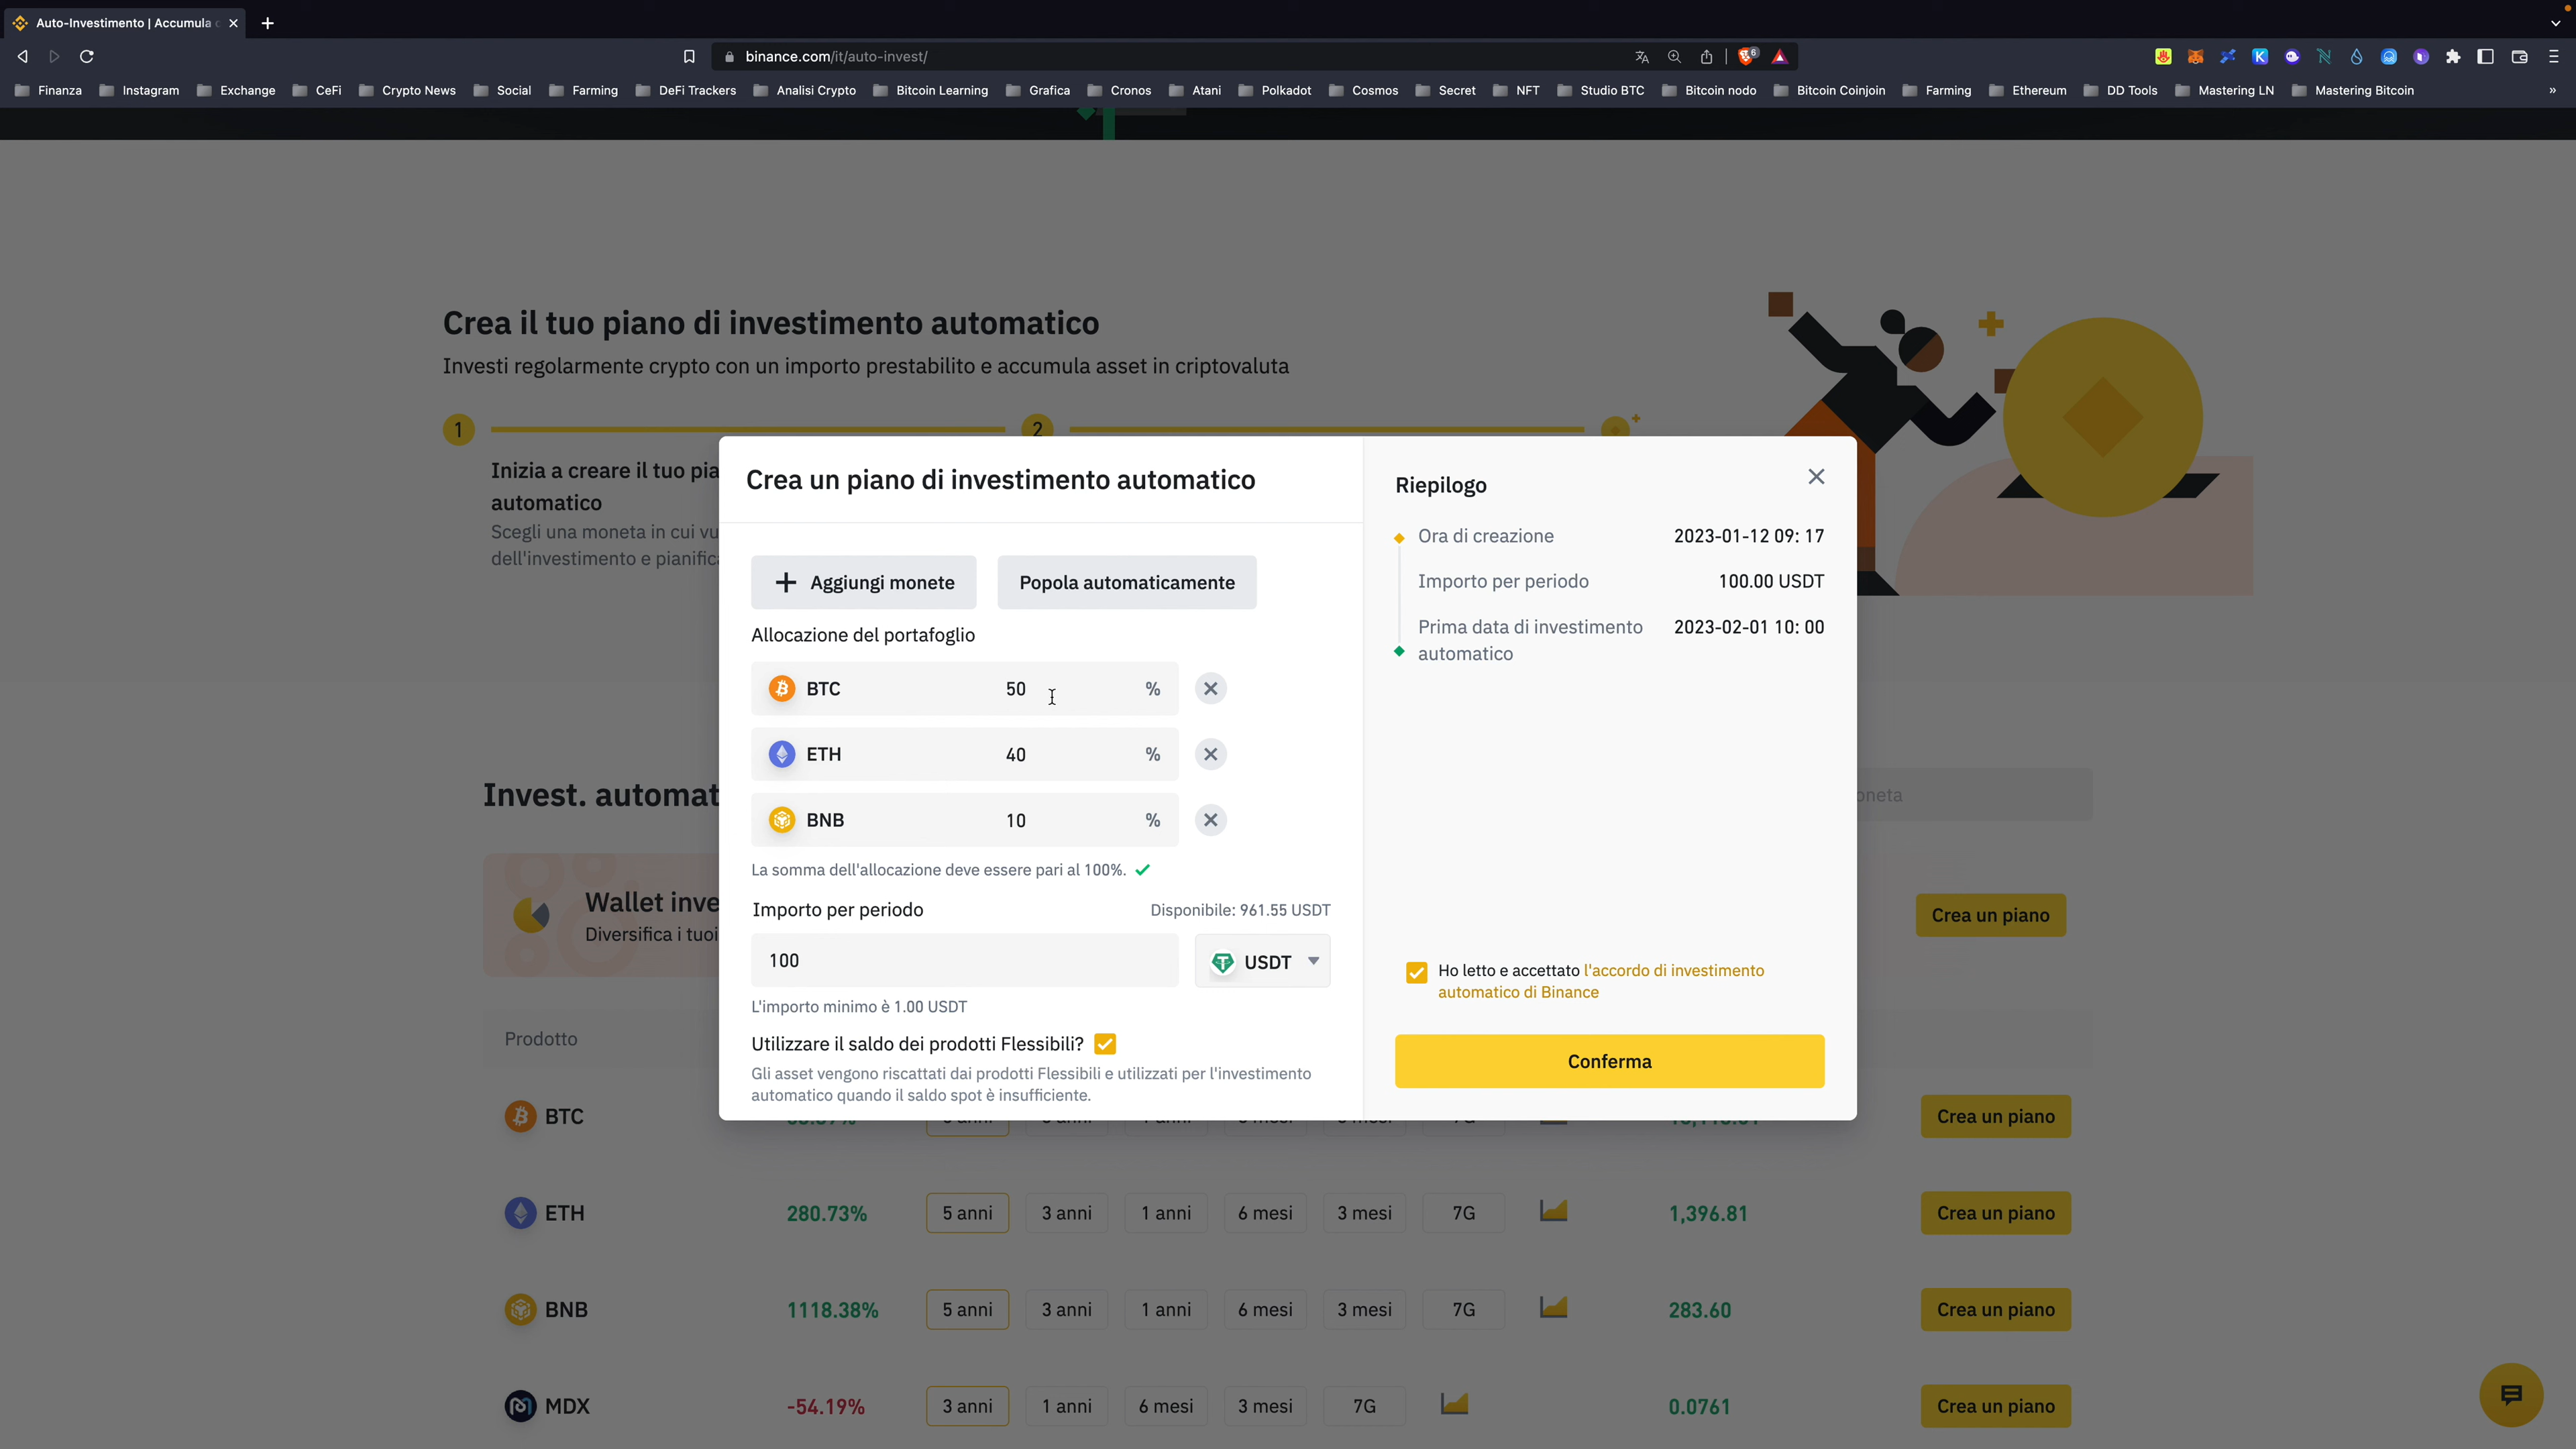 Auto-Investimento | Accumula
binance.com/it/auto-invest/
6
Finanza Instagram Exchange CeFi Crypto News Social Farming DeFi Trackers Analisi Crypto Bitcoin Learning Grafica Cronos Atani Polkadot Cosmos Secret NFT Studio BTC Bitcoin nodo Bitcoin Coinjoin Farming Ethereum DD Tools Mastering LN Mastering Bitcoin »
Crea il tuo piano di investimento automatico
Investi regolarmente crypto con un importo prestabilito e accumula asset in criptovaluta
1 2
Inizia a creare il tuo pia
automatico
Scegli una moneta in cui vu
dell'investimento e pianifica
Crea un piano di investimento automatico
Aggiungi monete Popola automaticamente
Allocazione del portafoglio
BTC 50 %
ETH 40 %
BNB 10 %
La somma dell'allocazione deve essere pari al 100%.
Importo per periodo Disponibile: 961.55 USDT
100 USDT
L'importo minimo è 1.00 USDT
Utilizzare il saldo dei prodotti Flessibili?
Gli asset vengono riscattati dai prodotti Flessibili e utilizzati per l'investimento
automatico quando il saldo spot è insufficiente.
Riepilogo
Ora di creazione 2023-01-12 09: 17
Importo per periodo 100.00 USDT
Prima data di investimento 2023-02-01 10: 00
automatico
Ho letto e accettato l'accordo di investimento
automatico di Binance
Conferma
Invest. automat oneta
Wallet inve
Diversifica i tuoi
Crea un piano
Prodotto
BTC Crea un piano
ETH 280.73% 5 anni 3 anni 1 anni 6 mesi 3 mesi 7G 1,396.81 Crea un piano
BNB 1118.38% 5 anni 3 anni 1 anni 6 mesi 3 mesi 7G 283.60 Crea un piano
MDX -54.19% 3 anni 1 anni 6 mesi 3 mesi 7G 0.0761 Crea un piano